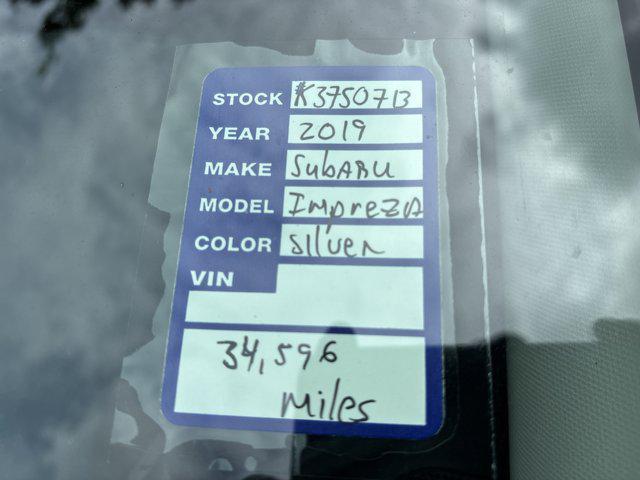 STOCK K3750713
YEAR 2019
MAKE SUBARU
MODEL Impreza
COLOR Silver
VIN
34,596
Miles